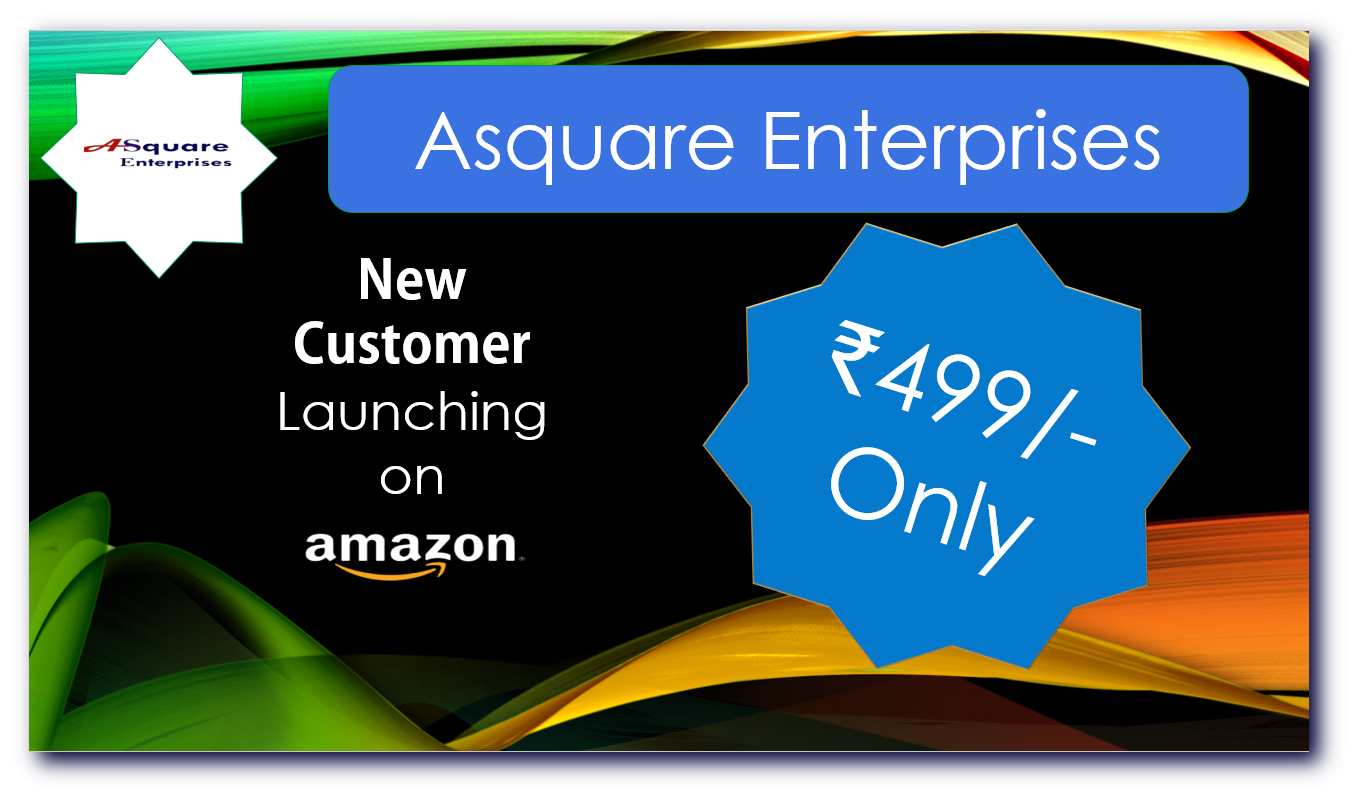 ASquare
Enterprises
Asquare Enterprises
New
Customer
Launching
on
amazon
₹499/-
Only